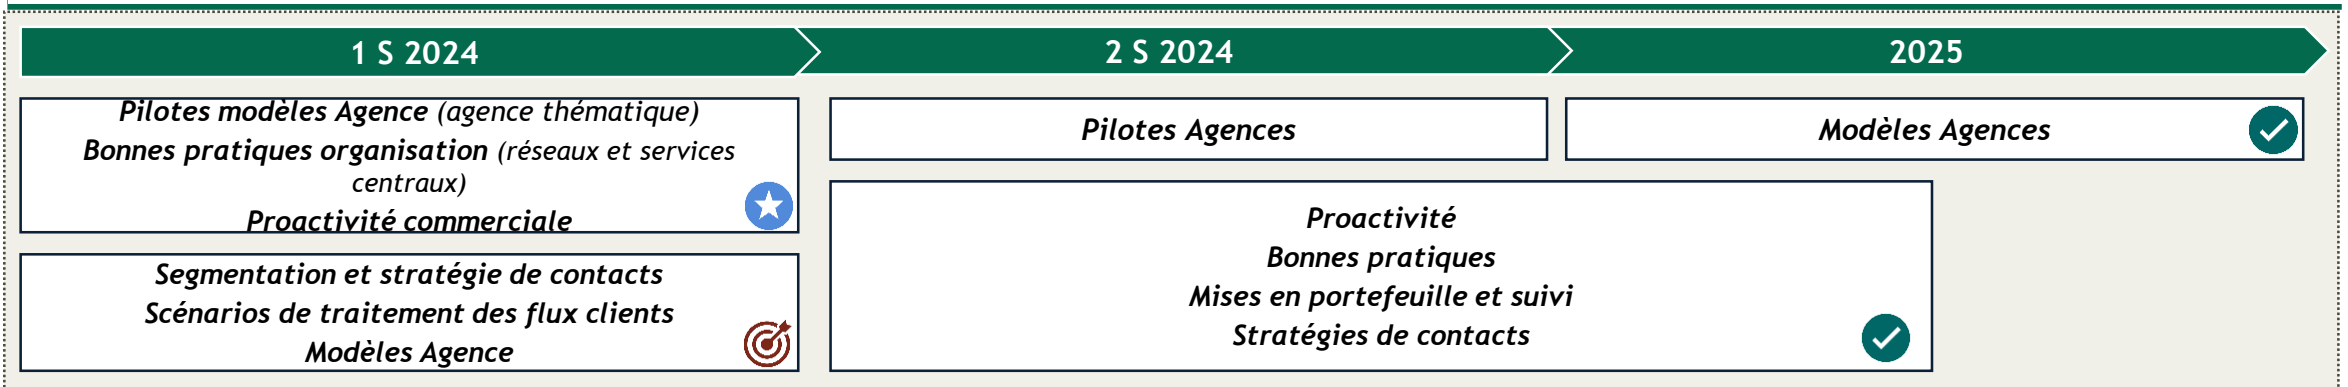 1 S 2024
2 S 2024
2025
Pilotes modèles Agence (agence thématique)
Bonnes pratiques organisation (réseaux et services
centraux)
Proactivité commerciale
Segmentation et stratégie de contacts
Scénarios de traitement des flux clients
Modèles Agence
Pilotes Agences
Modèles Agences
Proactivité
Bonnes pratiques
Mises en portefeuille et suivi
Stratégies de contacts